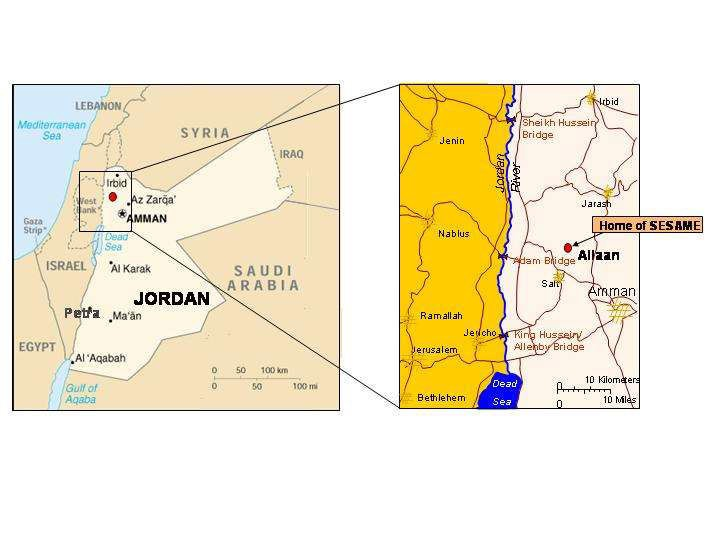 LEBANON
Mediterranean
Sea
SYRIA
IRAQ
Irbid
West
Bank*
Az Zarqā'
AMMAN
Gaza
Strip*
Dead
Sea
ISRAEL
Al Karak
SAUDI
ARABIA
JORDAN
Petra
Ma'ān
EGYPT
Al 'Aqabah
Gulf of
Aqaba
0 50 100 km
0 50 100 mi
Irbid
Sheikh Hussein
Bridge
Jenin
Jordan
River
Jarash
Home of SESAME
Nablus
Adam Bridge
Allaan
Salt
Amman
Ramallah
Jericho
King Hussein/
Allenby Bridge
Jerusalem
Dead
Sea
Bethlehem
0 10 Kilometers
0 10 Miles